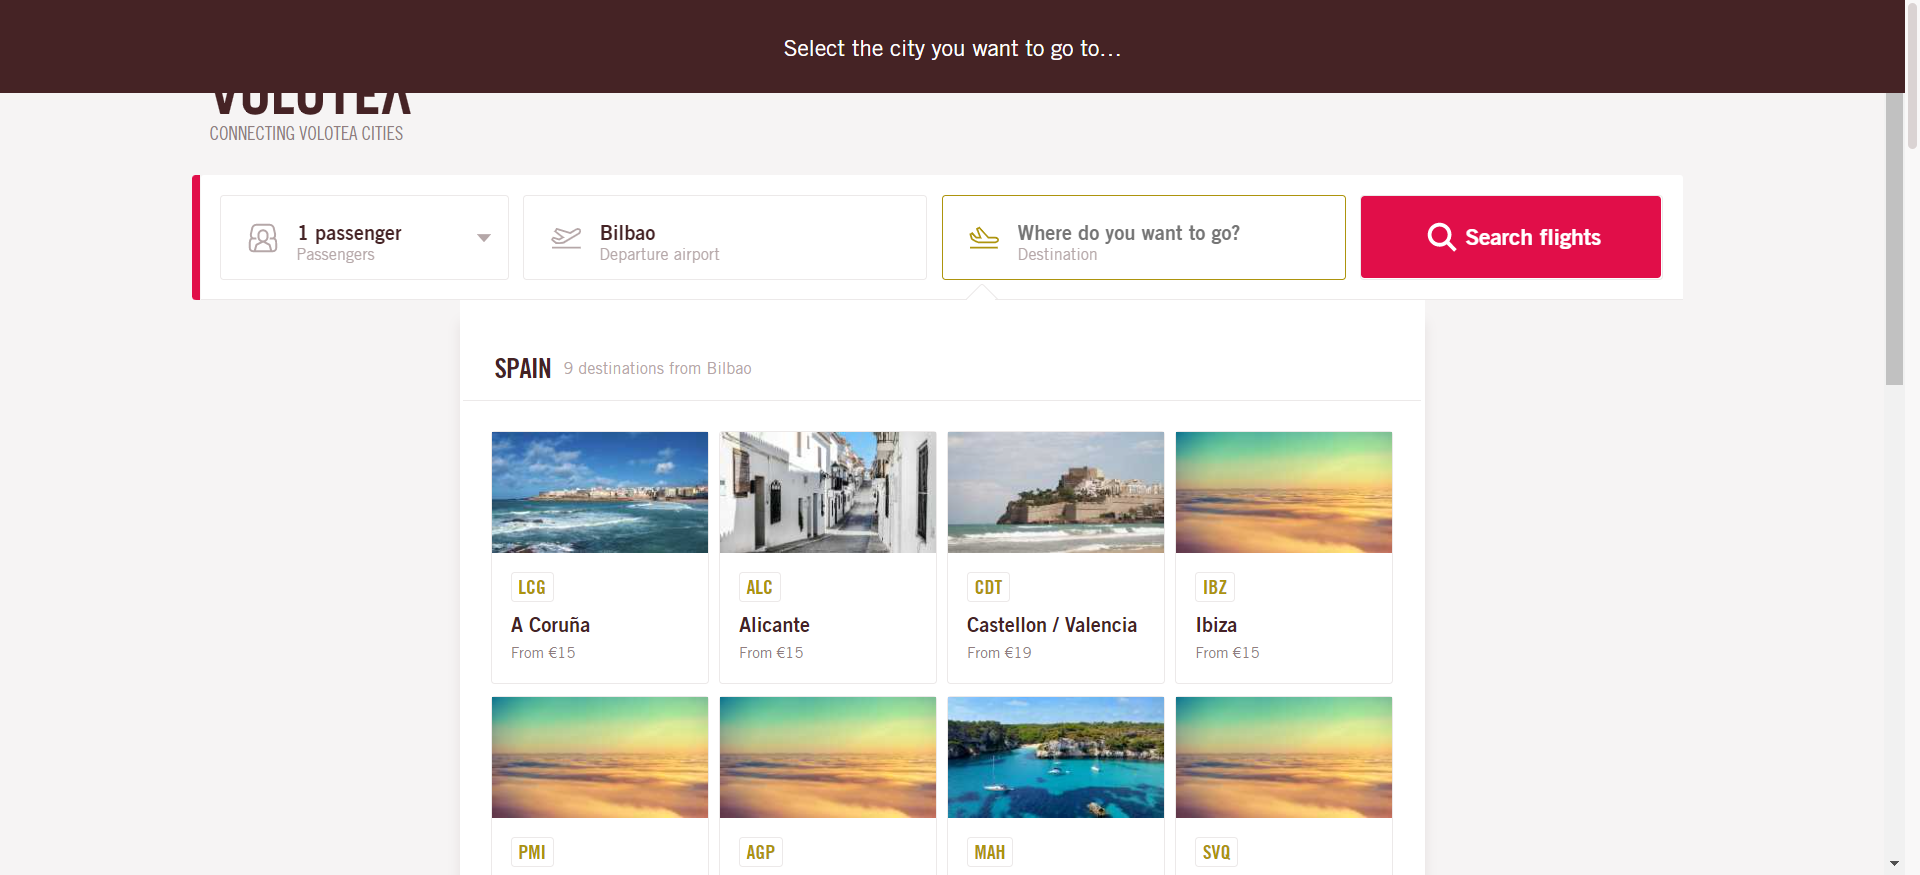 Select the city you want to go to...
VOLOTEA
CONNECTING VOLOTEA CITIES
1 passenger
Passengers
Bilbao
Departure airport
Where do you want to go?
Destination
Search flights
SPAIN 9 destinations from Bilbao
LCG
A Coruña
From €15
ALC
Alicante
From €15
CDT
Castellon / Valencia
From €19
IBZ
Ibiza
From €15
PMI
AGP
MAH
SVQ